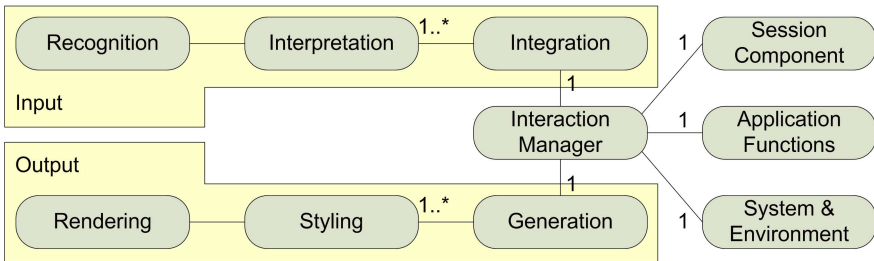 Recognition
Interpretation
1..*
Integration
1
Session
Component
Input
1
Interaction
Manager
1
Application
Functions
Output
1
Rendering
Styling
1..*
Generation
1
System &
Environment